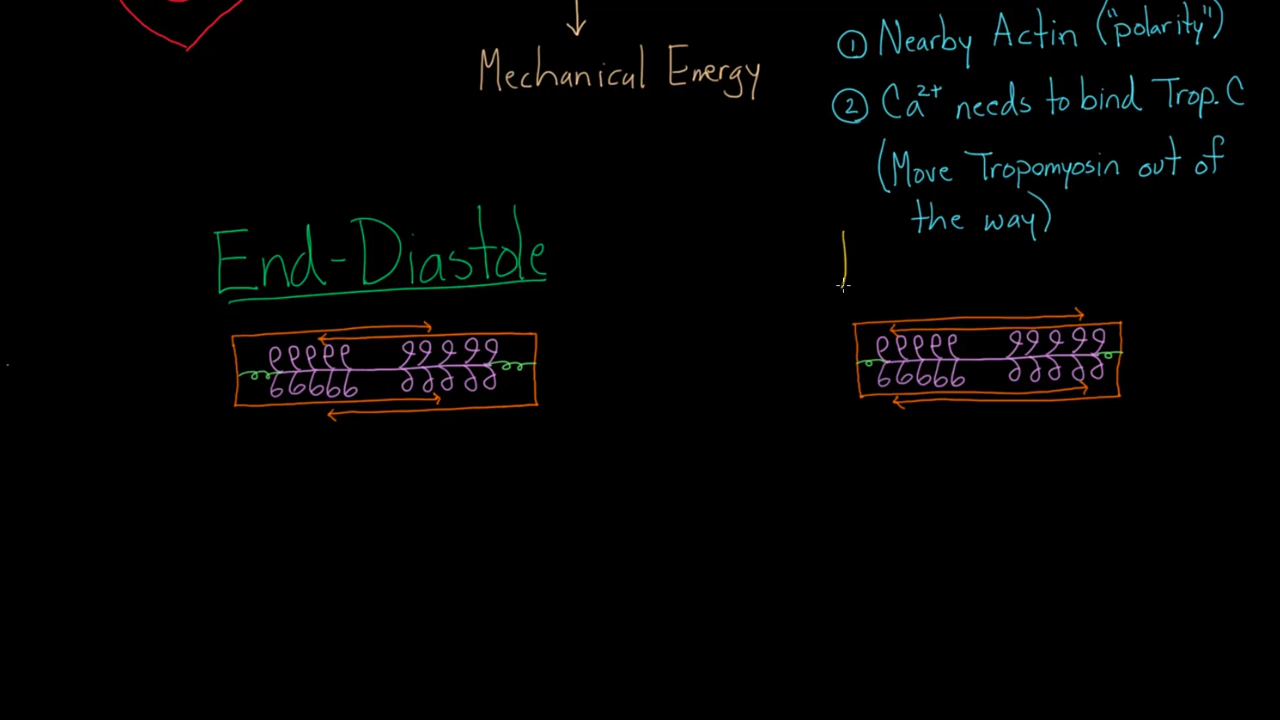 Mechanical Energy
① Nearby Actin ("polarity")
② Ca²⁺ needs to bind Trop. C
(Move Tropomyosin out of
the way)
End-Diastole